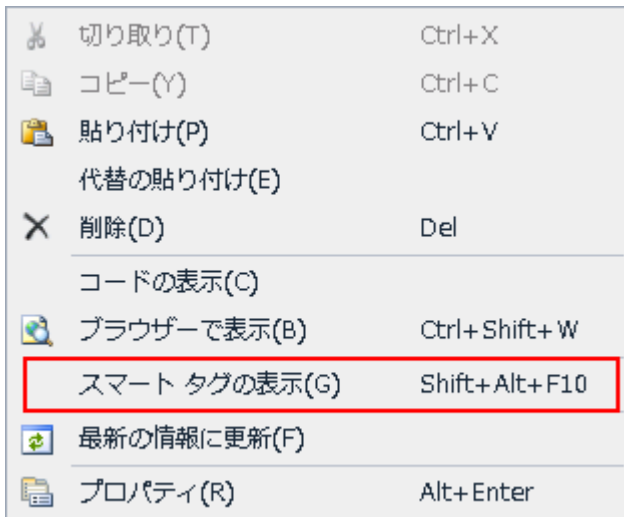 切り取り(T) Ctrl+X
コピー(Y) Ctrl+C
貼り付け(P) Ctrl+V
代替の貼り付け(E)
削除(D) Del
コードの表示(C)
ブラウザーで表示(B) Ctrl+Shift+W
スマート タグの表示(G) Shift+Alt+F10
最新の情報に更新(F)
プロパティ(R) Alt+Enter